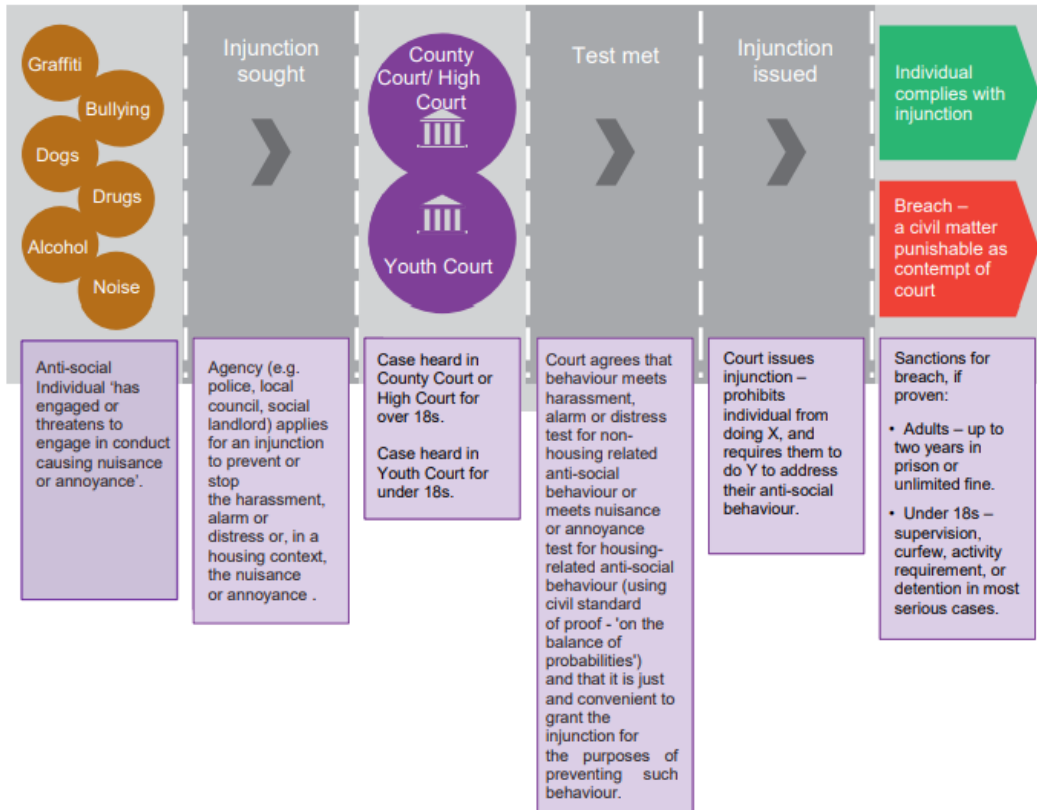 Graffiti
Bullying
Dogs
Drugs
Alcohol
Noise
Injunction
sought
County
Court/ High
Court
Youth Court
Test met
Injunction
issued
Individual
complies with
injunction
Breach –
a civil matter
punishable as
contempt of
court
Anti-social
Individual ‘has
engaged or
threatens to
engage in conduct
causing nuisance
or annoyance’.
Agency (e.g.
police, local
council, social
landlord) applies
for an injunction
to prevent or
stop
the harassment,
alarm or
distress or, in a
housing context,
the nuisance
or annoyance .
Case heard in
County Court or
High Court for
over 18s.
Case heard in
Youth Court for
under 18s.
Court agrees that
behaviour meets
harassment,
alarm or distress
test for non-
housing related
anti-social
behaviour or
meets nuisance
or annoyance
test for housing-
related anti-social
behaviour (using
civil standard
of proof - 'on the
balance of
probabilities')
and that it is just
and convenient to
grant the
injunction for
the purposes of
preventing such
behaviour.
Court issues
injunction –
prohibits
individual from
doing X, and
requires them to
do Y to address
their anti-social
behaviour.
Sanctions for
breach, if
proven:
• Adults – up to
two years in
prison or
unlimited fine.
• Under 18s –
supervision,
curfew, activity
requirement, or
detention in most
serious cases.